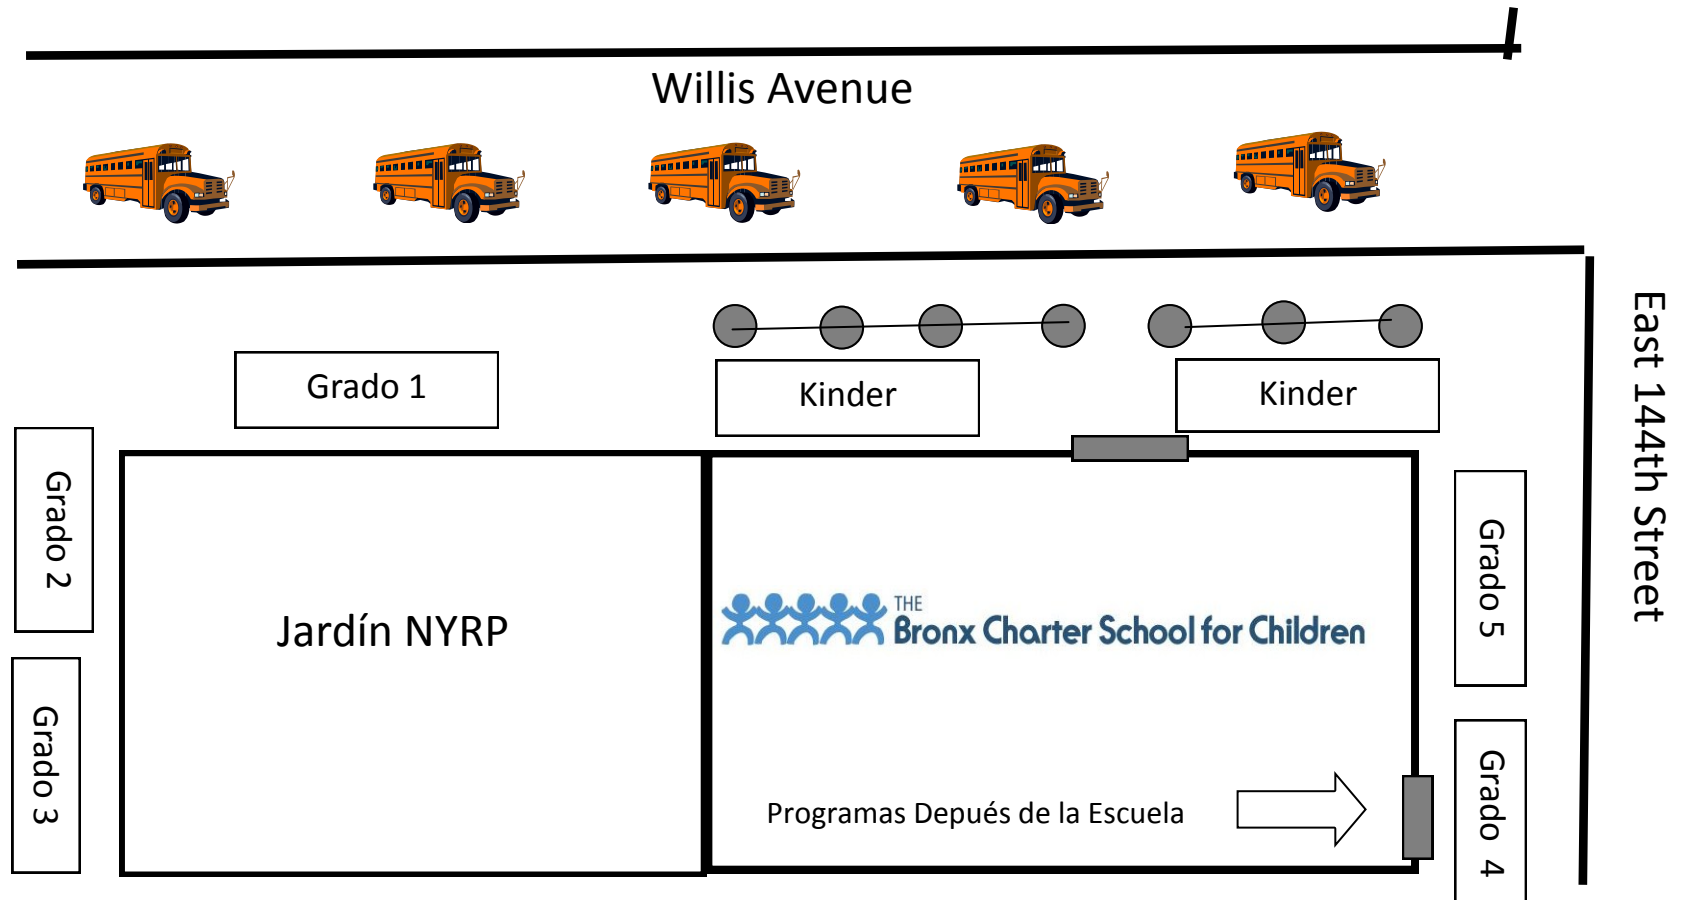 Willis Avenue
East 144th Street
Grado 1
Kinder
Kinder
Grado 2
Grado 3
Jardín NYRP
THE
Bronx Charter School for Children
Grado 5
Programas Depués de la Escuela
Grado 4